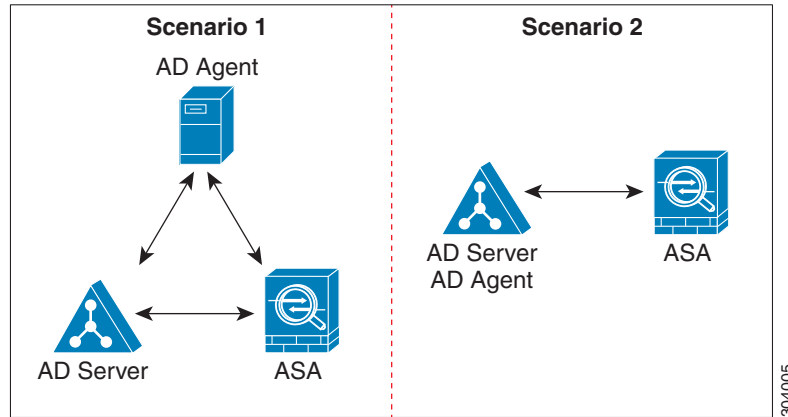 Scenario 1
AD Agent
AD Server
ASA
Scenario 2
AD Server
AD Agent
ASA
304005